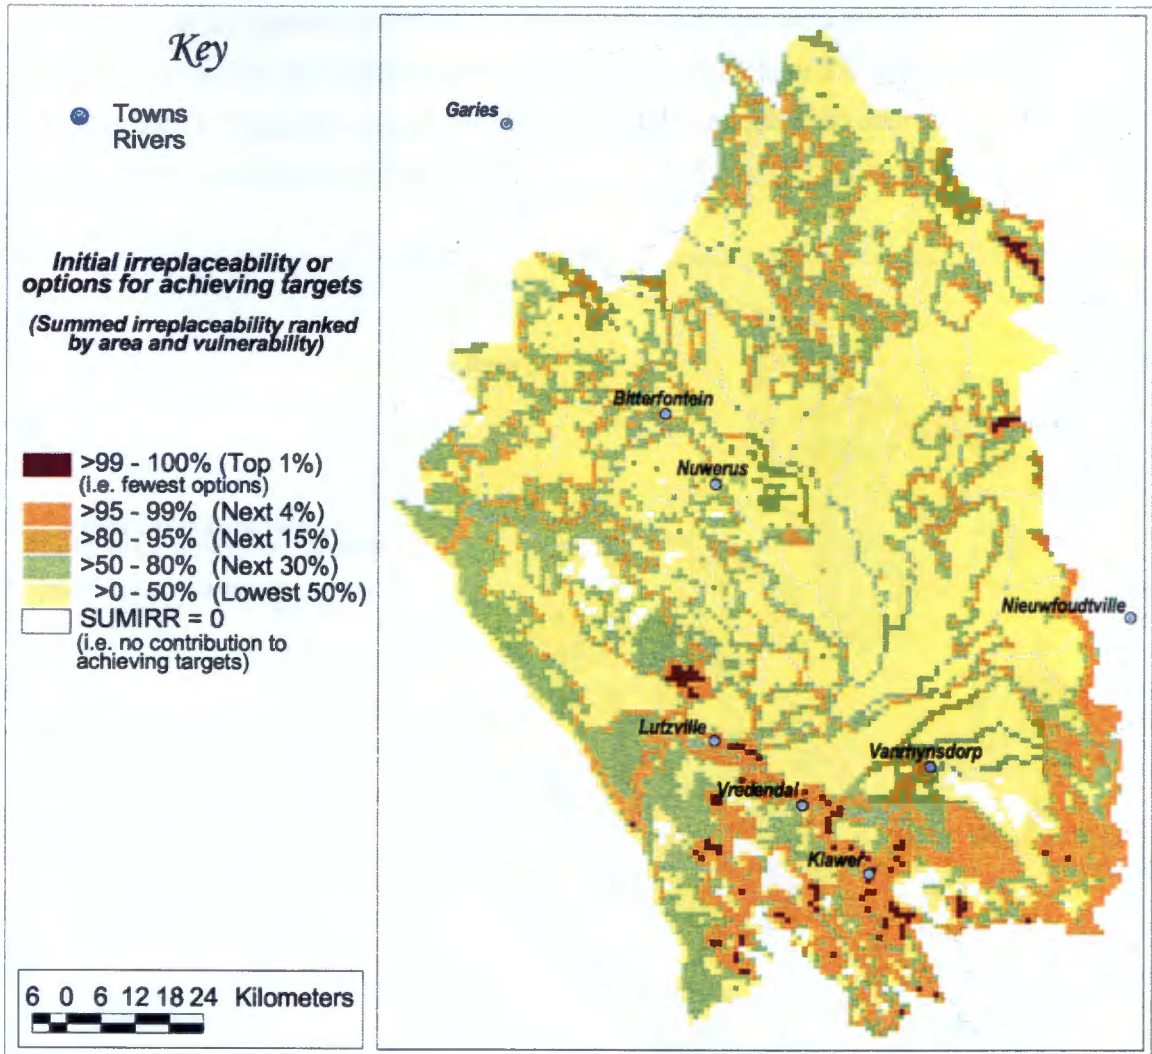 Key
Towns
Rivers
Initial irreplaceability or
options for achieving targets
(Summed irreplaceability ranked
by area and vulnerability)
>99 - 100% (Top 1%)
(i.e. fewest options)
>95 - 99% (Next 4%)
>80 - 95% (Next 15%)
>50 - 80% (Next 30%)
>0 - 50% (Lowest 50%)
SUMIRR = 0
(i.e. no contribution to
achieving targets)
6 0 6 12 18 24 Kilometers
Garies
Bitterfontein
Nuwerus
Nieuwfoudtville
Lutzville
Vanrhynsdorp
Vredendal
Klawer